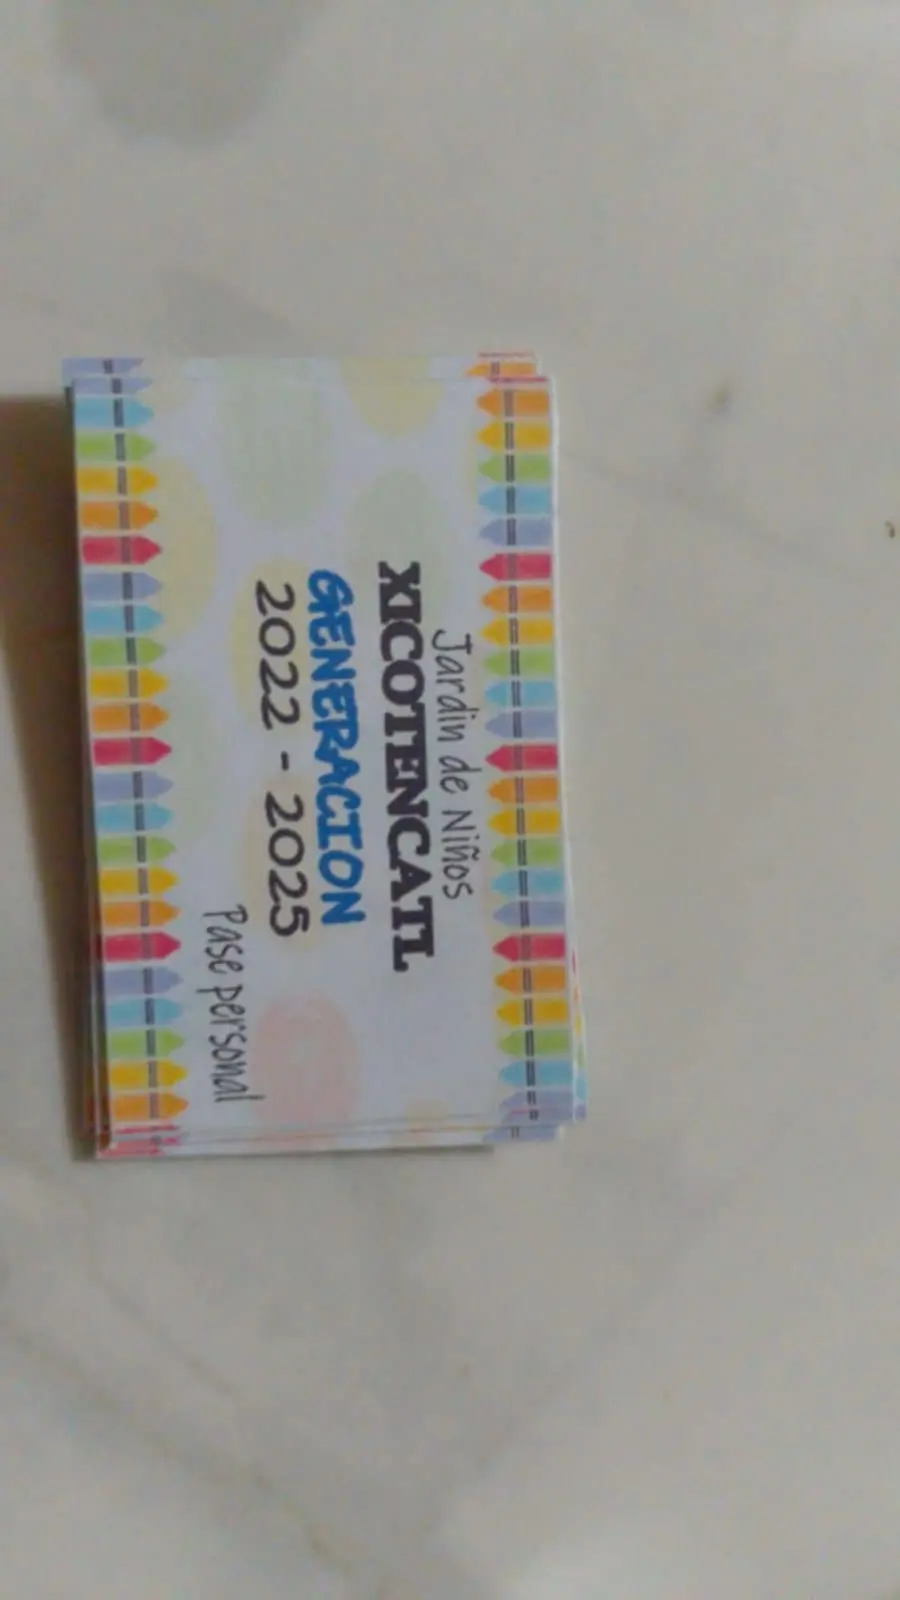 Jardin de Niños
XICOTENCATL
GENERACION
2022 - 2025
Pase personal